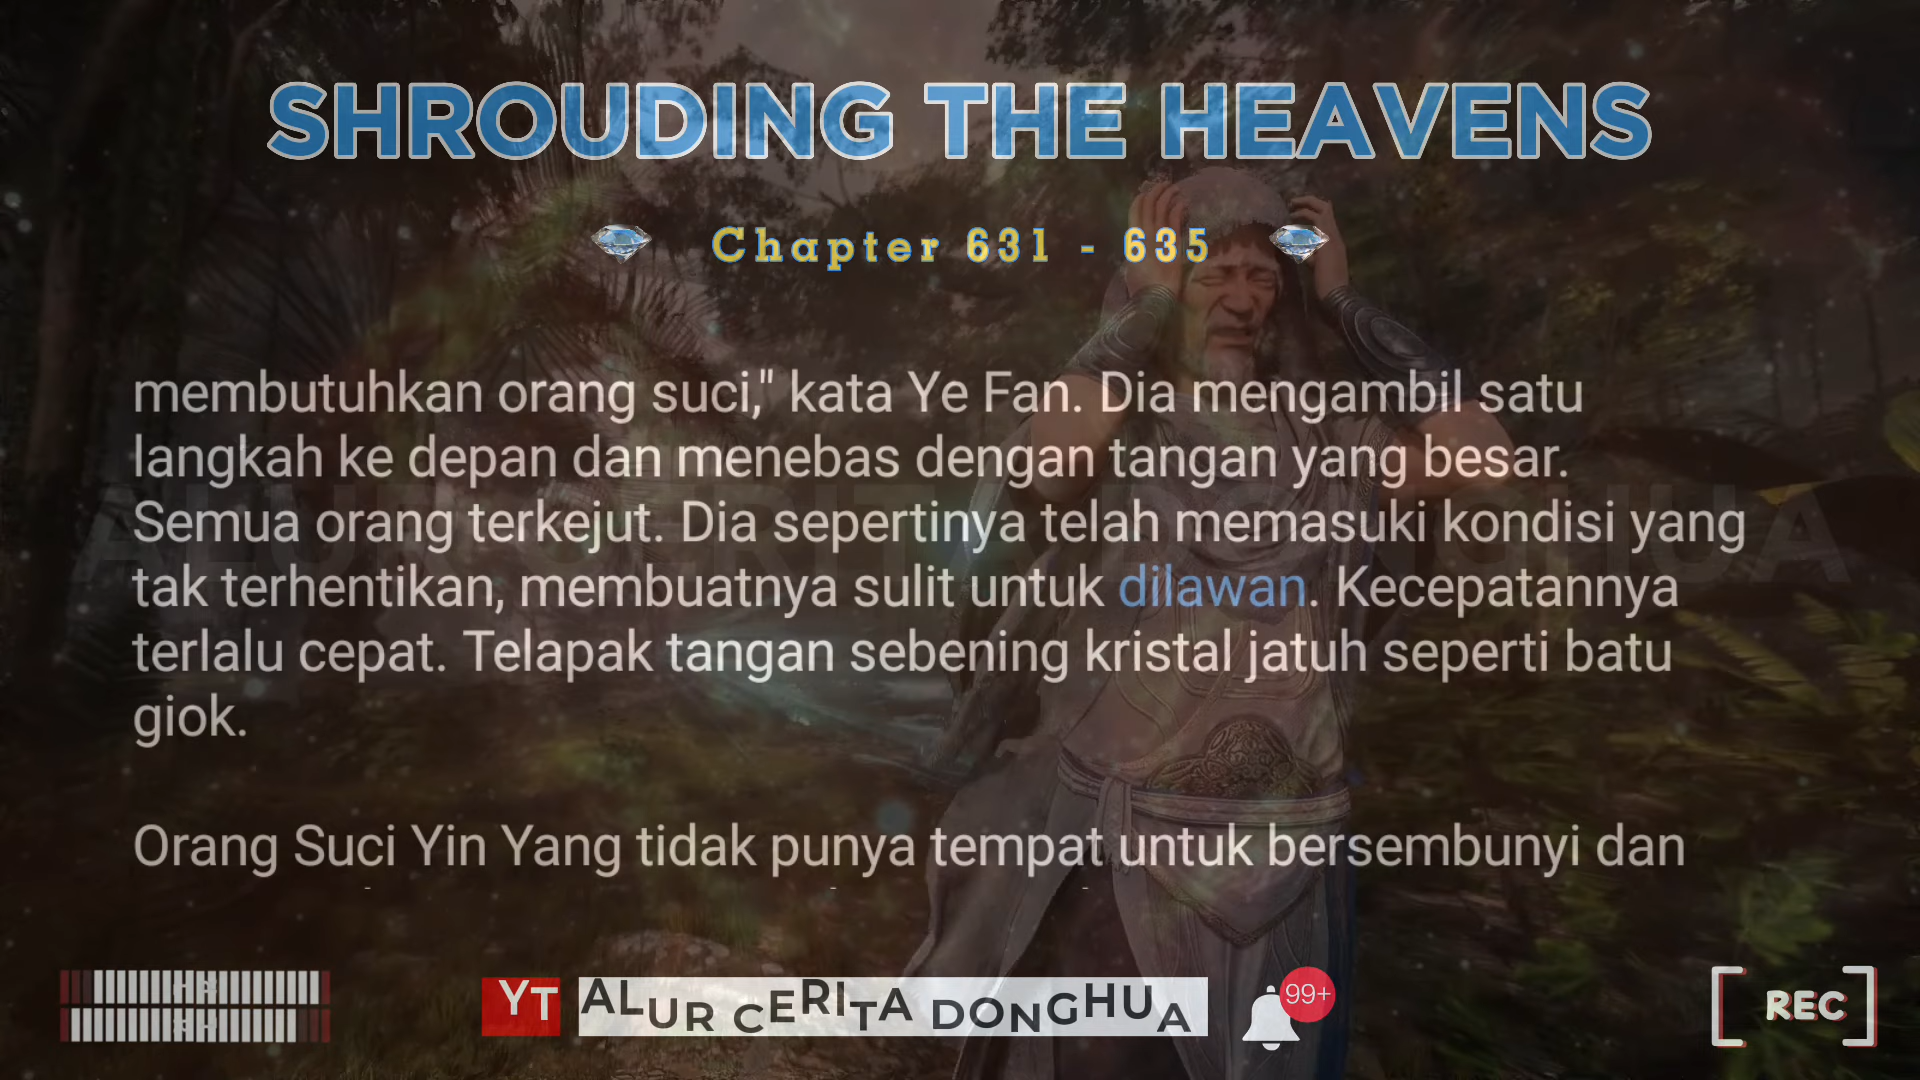 SHROUDING THE HEAVENS
Chapter 631 - 635
membutuhkan orang suci," kata Ye Fan. Dia mengambil satu
langkah ke depan dan menebas dengan tangan yang besar.
Semua orang terkejut. Dia sepertinya telah memasuki kondisi yang
tak terhentikan, membuatnya sulit untuk dilawan. Kecepatannya
terlalu cepat. Telapak tangan sebening kristal jatuh seperti batu
giok.
Orang Suci Yin Yang tidak punya tempat untuk bersembunyi dan
ALUR CERITA DONGHUA
YT ALUR CERITA DONGHUA
99+
REC